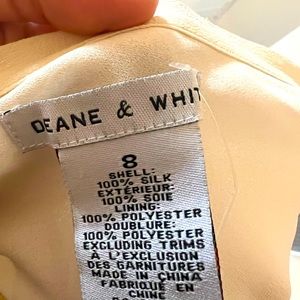 DEANE & WHIT
8
SHELL:
100% SILK
EXTÉRIEUR:
100% SOIE
LINING:
100% POLYESTER
DOUBLURE:
100% POLYESTER
EXCLUDING TRIMS
À L'EXCLUSION
DES GARNITURES
MADE IN CHINA
FABRIQUÉ EN
CHINE